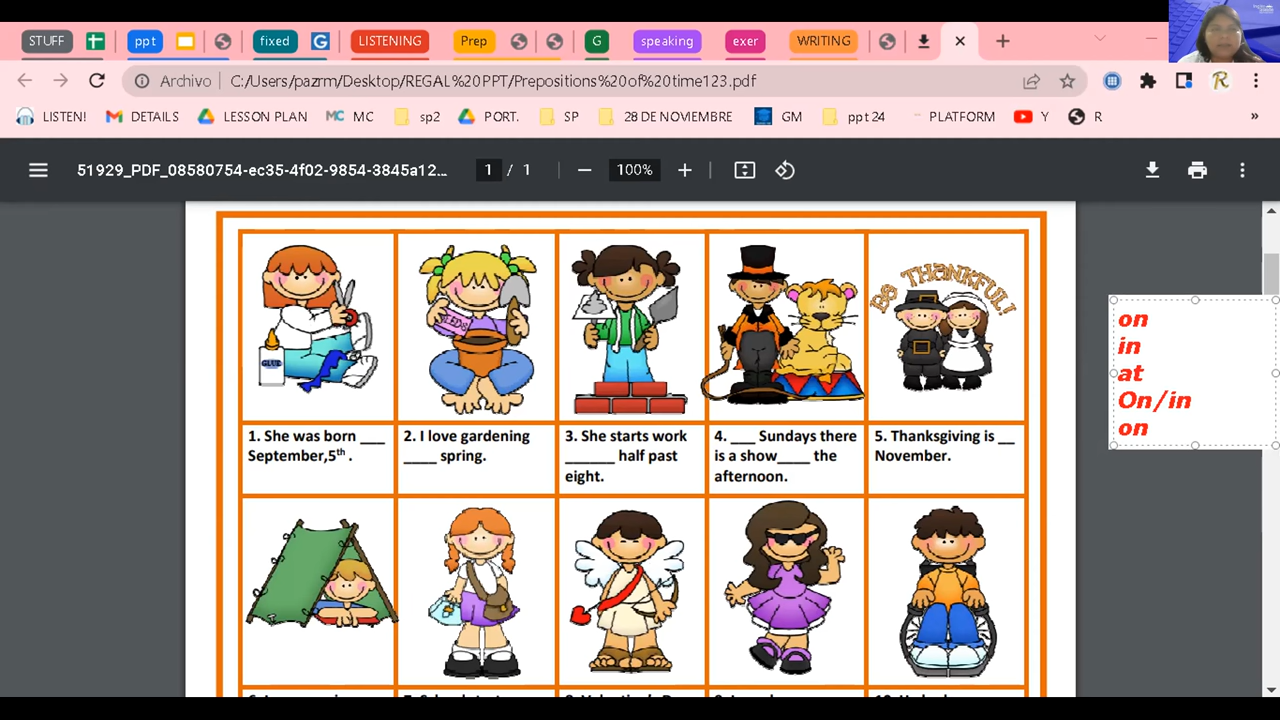 STUFF ppt fixed LISTENING Prep G speaking exer WRITING
Archivo C:/Users/pazrm/Desktop/REGAL%20PPT/Prepositions%20of%20time123.pdf
LISTEN! DETAILS LESSON PLAN MC MC sp2 PORT. SP 28 DE NOVIEMBRE GM ppt 24 PLATFORM Y R »
51929_PDF_08580754-ec35-4f02-9854-3845a12... 1 / 1 100%
BE THANKFUL!
SEEDS
GLUE
on
in
at
On/in
on
1. She was born ___
September,5th .
2. I love gardening
____ spring.
3. She starts work
______ half past
eight.
4. ___ Sundays there
is a show____ the
afternoon.
5. Thanksgiving is __
November.